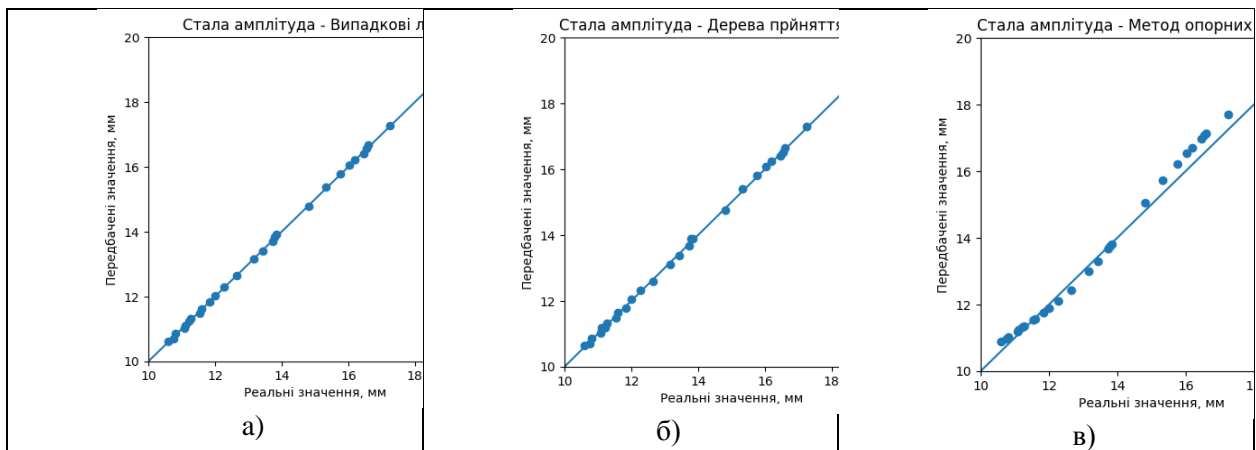 Стала амплітуда - Випадкові л
20
18
16
14
12
10
Передбачені значення, мм
10 12 14 16 18
Реальні значення, мм
а)
Стала амплітуда - Дерева прйняття
20
18
16
14
12
10
Передбачені значення, мм
10 12 14 16 18
Реальні значення, мм
б)
Стала амплітуда - Метод опорних
20
18
16
14
12
10
Передбачені значення, мм
10 12 14 16 1
Реальні значення, мм
в)